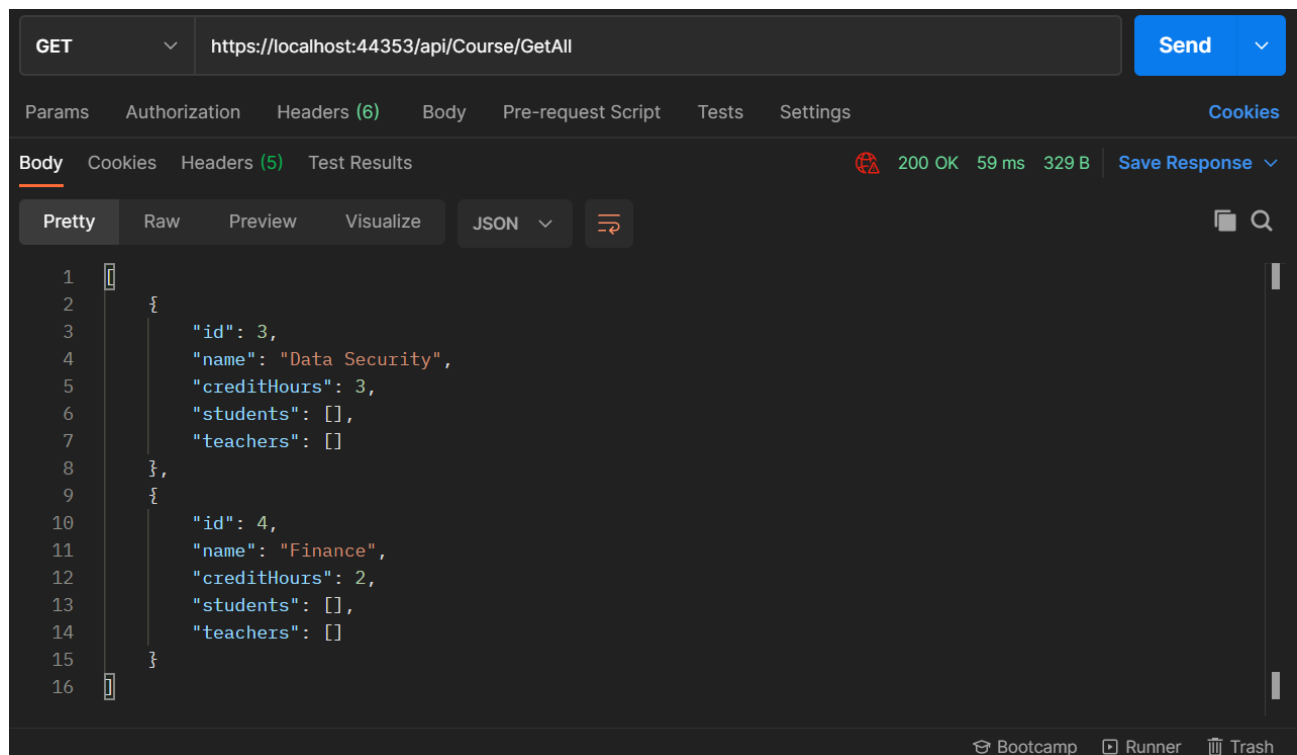 GET https://localhost:44353/api/Course/GetAll Send
Params Authorization Headers (6) Body Pre-request Script Tests Settings Cookies
Body Cookies Headers (5) Test Results 200 OK 59 ms 329 B Save Response
Pretty Raw Preview Visualize JSON
1 [
2 {
3 "id": 3,
4 "name": "Data Security",
5 "creditHours": 3,
6 "students": [],
7 "teachers": []
8 },
9 {
10 "id": 4,
11 "name": "Finance",
12 "creditHours": 2,
13 "students": [],
14 "teachers": []
15 }
16 ]
Bootcamp Runner Trash